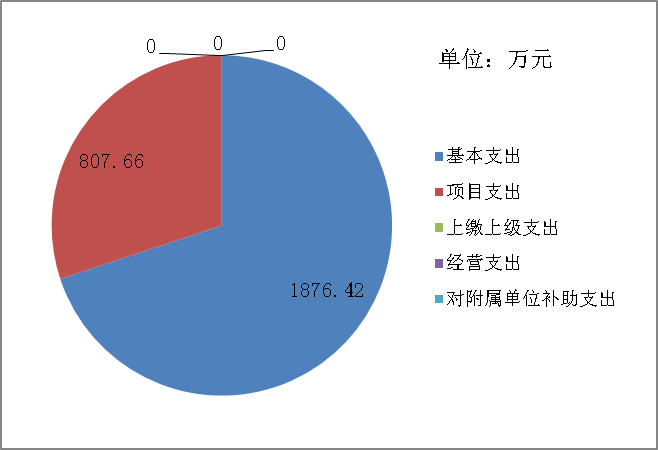 0
0
0
单位：万元
807.66
1876.42
基本支出
项目支出
上缴上级支出
经营支出
对附属单位补助支出